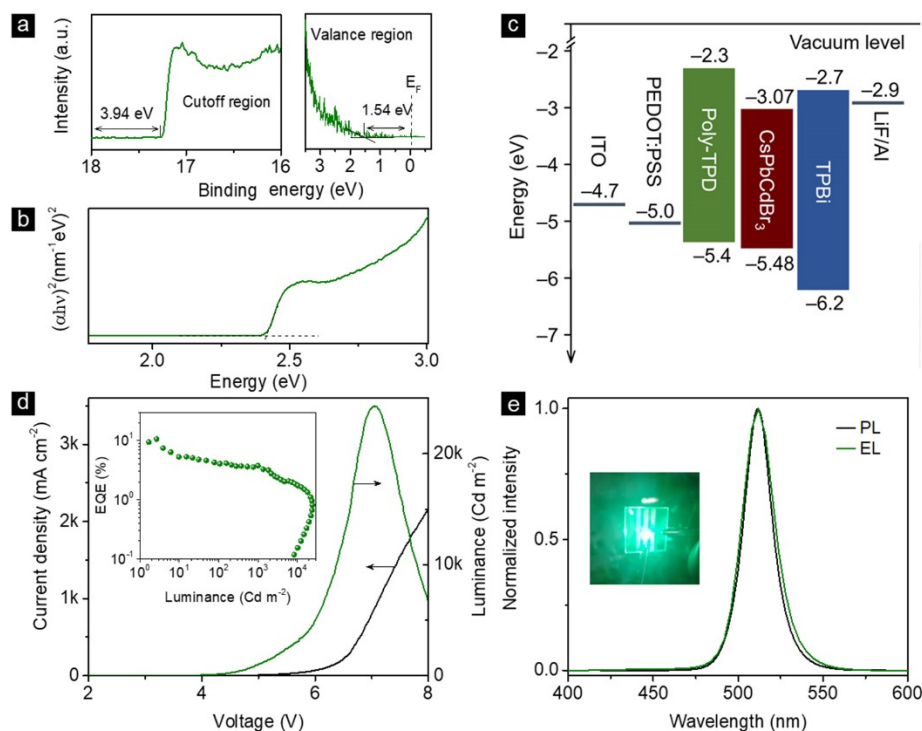 a
Intensity (a.u.)
3.94 eV
Cutoff region
18
17
16
Valance region
E_F
1.54 eV
3
2
1
0
Binding energy (eV)
b
(αhν)²(nm⁻¹ eV)²
2.0
2.5
3.0
Energy (eV)
c
Vacuum level
Energy (eV)
–2
–3
–4
–5
–6
–7
ITO
–4.7
PEDOT:PSS
–5.0
–2.3
Poly-TPD
–5.4
–3.07
CsPbCdBr₃
–5.48
–2.7
TPBi
–6.2
–2.9
LiF/Al
d
Current density (mA cm⁻²)
3k
2k
1k
0
2
4
6
8
Voltage (V)
20k
10k
0
Luminance (Cd m⁻²)
EQE (%)
10¹
10⁰
10⁻¹
10⁰
10¹
10²
10³
10⁴
Luminance (Cd m⁻²)
e
Normalized intensity
1.0
0.5
0.0
PL
EL
400
450
500
550
600
Wavelength (nm)